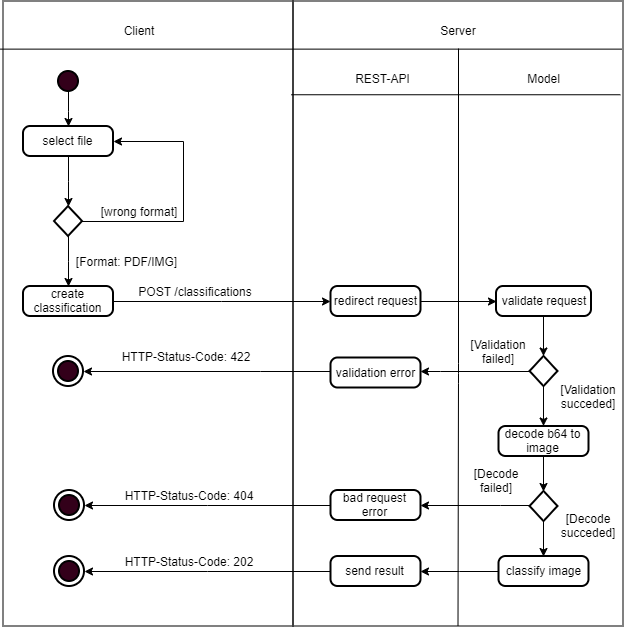 Client
Server
REST-API
Model
select file
[wrong format]
[Format: PDF/IMG]
create
classification
POST /classifications
redirect request
validate request
[Validation
failed]
HTTP-Status-Code: 422
validation error
[Validation
succeded]
decode b64 to
image
[Decode
failed]
HTTP-Status-Code: 404
bad request
error
[Decode
succeded]
HTTP-Status-Code: 202
send result
classify image